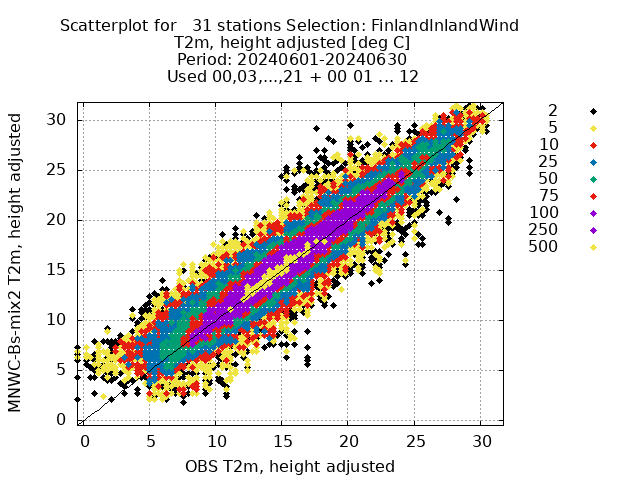 Scatterplot for   31 stations Selection: FinlandInlandWind
T2m, height adjusted [deg C]
Period: 20240601-20240630
Used 00,03,...,21 + 00 01 ... 12
MNWC-Bs-mix2 T2m, height adjusted
30
25
20
15
10
5
0
0 5 10 15 20 25 30
OBS T2m, height adjusted
2
5
10
25
50
75
100
250
500